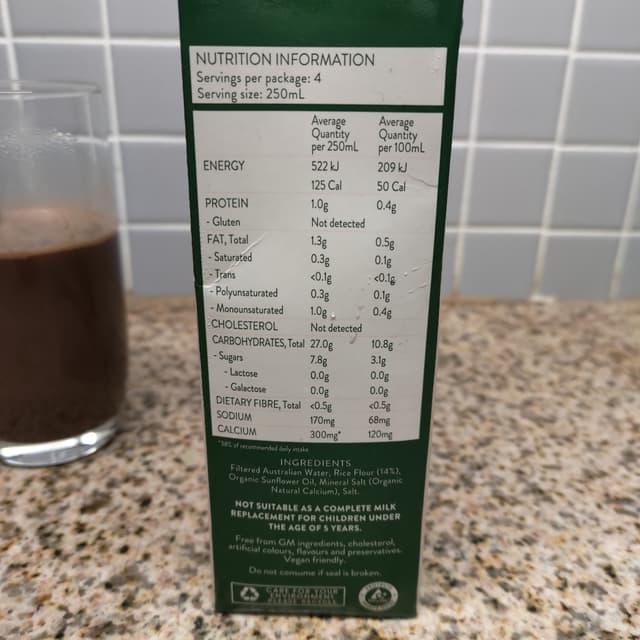 NUTRITION INFORMATION
Servings per package: 4
Serving size: 250mL
Average Quantity per 250mL Average Quantity per 100mL
ENERGY 522 kJ 209 kJ
125 Cal 50 Cal
PROTEIN 1.0g 0.4g
- Gluten Not detected
FAT, Total 1.3g 0.5g
- Saturated 0.3g 0.1g
- Trans <0.1g <0.1g
- Polyunsaturated 0.3g 0.1g
- Monounsaturated 1.0g 0.4g
CHOLESTEROL Not detected
CARBOHYDRATES, Total 27.0g 10.8g
- Sugars 7.8g 3.1g
- Lactose 0.0g 0.0g
- Galactose 0.0g 0.0g
DIETARY FIBRE, Total <0.5g <0.5g
SODIUM 170mg 68mg
CALCIUM 300mg* 120mg
*38% of recommended daily intake
INGREDIENTS
Filtered Australian Water, Rice Flour (14%),
Organic Sunflower Oil, Mineral Salt (Organic
Natural Calcium), Salt.
NOT SUITABLE AS A COMPLETE MILK
REPLACEMENT FOR CHILDREN UNDER
THE AGE OF 5 YEARS.
Free from GM ingredients, cholesterol,
artificial colours, flavours and preservatives.
Vegan friendly.
Do not consume if seal is broken.
CARE FOR YOUR
ENVIRONMENT
PLEASE RECYCLE